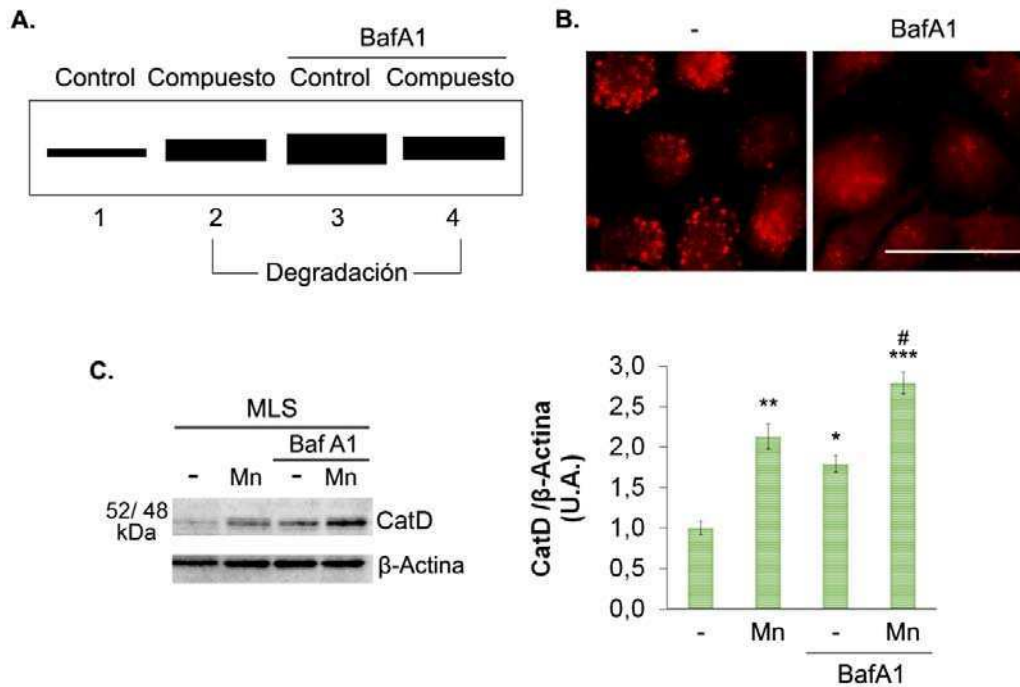 A.
BafA1
Control Compuesto Control Compuesto
1 2 3 4
Degradación
B.
- BafA1
C.
MLS
Baf A1
- Mn - Mn
52/ 48
kDa
CatD
β-Actina
CatD /β-Actina
(U.A.)
3,0
2,5
2,0
1,5
1,0
0,5
0,0
**
*
#
***
- Mn - Mn
BafA1